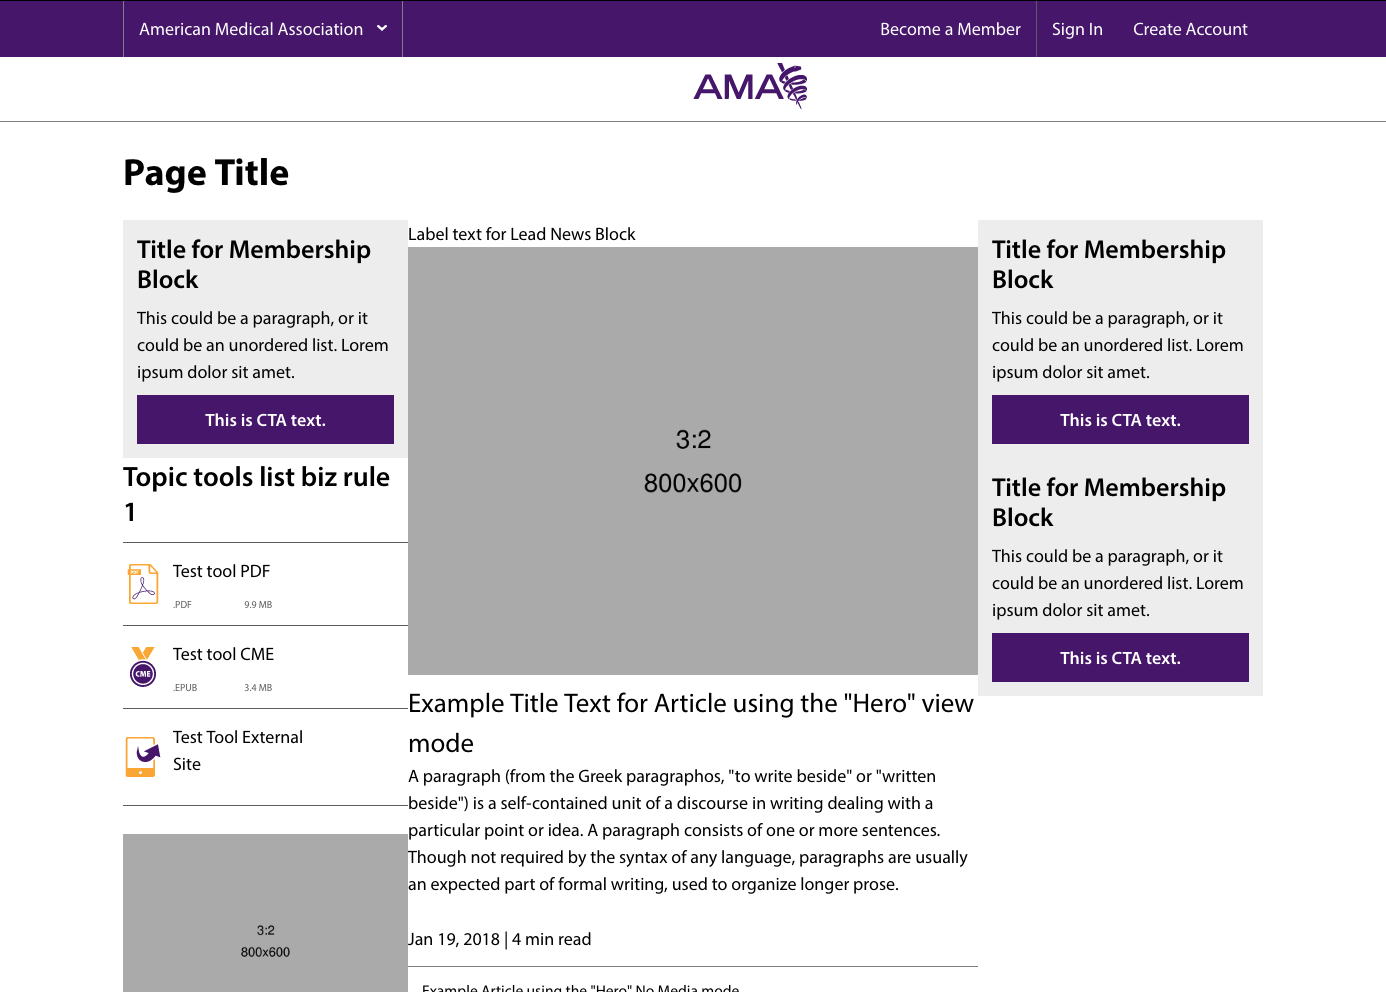 American Medical Association
Become a Member
Sign In
Create Account
AMA
Page Title
Title for Membership
Block
This could be a paragraph, or it
could be an unordered list. Lorem
ipsum dolor sit amet.
This is CTA text.
Topic tools list biz rule
1
PDF
Test tool PDF
.PDF 9.9 MB
CME
Test tool CME
.EPUB 3.4 MB
Test Tool External
Site
3:2
800x600
Label text for Lead News Block
3:2
800x600
Example Title Text for Article using the "Hero" view
mode
A paragraph (from the Greek paragraphos, "to write beside" or "written
beside") is a self-contained unit of a discourse in writing dealing with a
particular point or idea. A paragraph consists of one or more sentences.
Though not required by the syntax of any language, paragraphs are usually
an expected part of formal writing, used to organize longer prose.
Jan 19, 2018 | 4 min read
Example Article using the "Hero" No Media mode
Title for Membership
Block
This could be a paragraph, or it
could be an unordered list. Lorem
ipsum dolor sit amet.
This is CTA text.
Title for Membership
Block
This could be a paragraph, or it
could be an unordered list. Lorem
ipsum dolor sit amet.
This is CTA text.